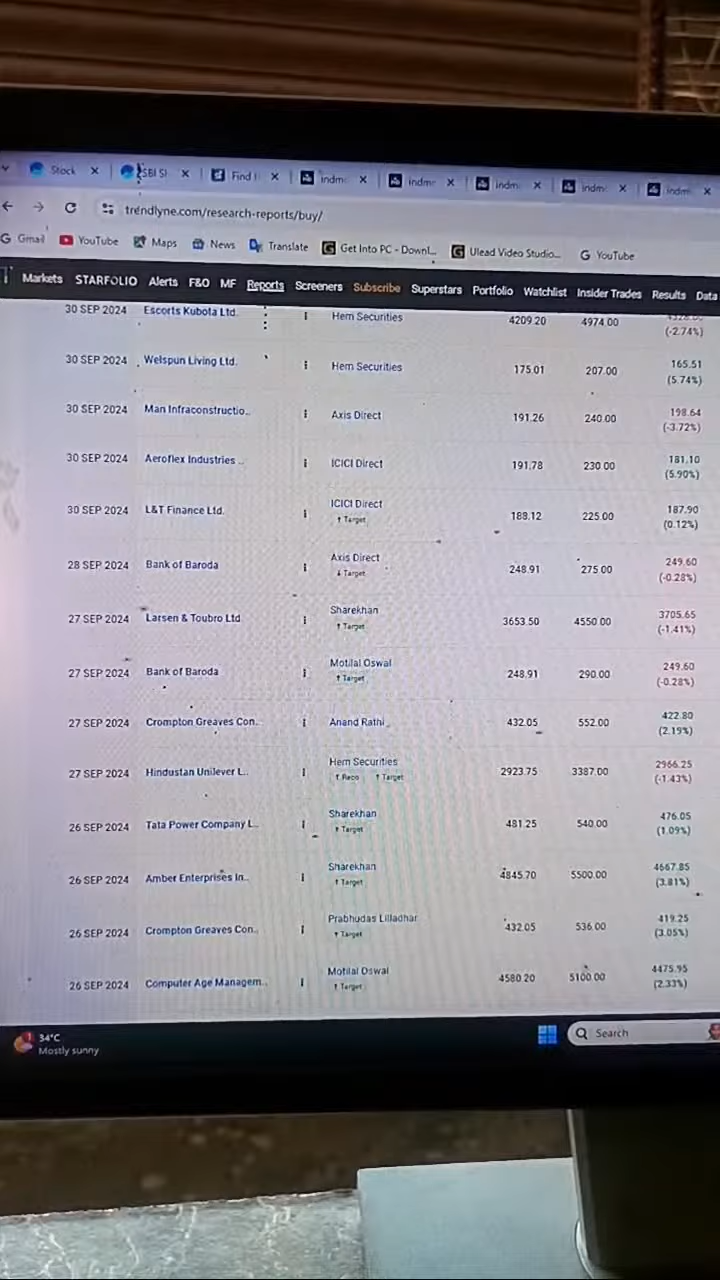 Stock
SBI S
Find
indm
indm
indm
indm
indm
trendlyne.com/research-reports/buy/
Gmail YouTube Maps News Translate Get Into PC - Downl... Ulead Video Studio... YouTube
Markets STARFOLIO Alerts F&O MF Reports Screeners Subscribe Superstars Portfolio Watchlist Insider Trades Results Data
30 SEP 2024 Escorts Kubota Ltd. Hem Securities 4209.20 4974.00
(-2.74%)
30 SEP 2024 Welspun Living Ltd. Hem Securities 175.01 207.00 165.51
(5.74%)
30 SEP 2024 Man Infraconstructio.. Axis Direct 191.26 240.00 198.64
(-3.72%)
30 SEP 2024 Aeroflex Industries .. ICICI Direct 191.78 230.00 181.10
(5.90%)
30 SEP 2024 L&T Finance Ltd. ICICI Direct 188.12 225.00 187.90
↑ Target (0.12%)
28 SEP 2024 Bank of Baroda Axis Direct 248.91 275.00 249.60
↓ Target (-0.28%)
27 SEP 2024 Larsen & Toubro Ltd Sharekhan 3653.50 4550.00 3705.65
↑ Target (-1.41%)
27 SEP 2024 Bank of Baroda Motilal Oswal 248.91 290.00 249.60
↑ Target (-0.28%)
27 SEP 2024 Crompton Greaves Con.. Anand Rathi 432.05 552.00 422.80
(2.19%)
27 SEP 2024 Hindustan Unilever L.. Hem Securities 2923.75 3387.00 2966.25
↑ Reco ↑ Target (-1.43%)
26 SEP 2024 Tata Power Company L.. Sharekhan 481.25 540.00 476.05
↑ Target (1.09%)
26 SEP 2024 Amber Enterprises In.. Sharekhan 4845.70 5500.00 4667.85
↑ Target (3.81%)
26 SEP 2024 Crompton Greaves Con.. Prabhudas Lilladhar 432.05 536.00 419.25
↑ Target (3.05%)
26 SEP 2024 Computer Age Managem.. Motilal Oswal 4580.20 5100.00 4475.95
↑ Target (2.33%)
34°C
Mostly sunny
Search